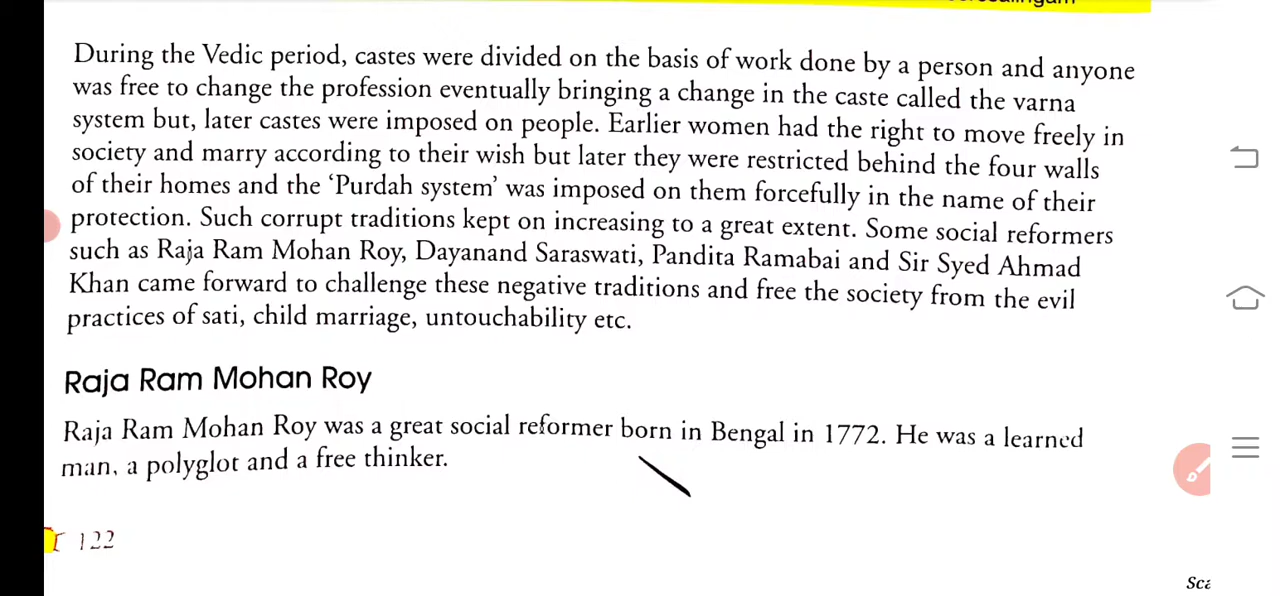 During the Vedic period, castes were divided on the basis of work done by a person and anyone
was free to change the profession eventually bringing a change in the caste called the varna
system but, later castes were imposed on people. Earlier women had the right to move freely in
society and marry according to their wish but later they were restricted behind the four walls
of their homes and the ‘Purdah system’ was imposed on them forcefully in the name of their
protection. Such corrupt traditions kept on increasing to a great extent. Some social reformers
such as Raja Ram Mohan Roy, Dayanand Saraswati, Pandita Ramabai and Sir Syed Ahmad
Khan came forward to challenge these negative traditions and free the society from the evil
practices of sati, child marriage, untouchability etc.
Raja Ram Mohan Roy
Raja Ram Mohan Roy was a great social reformer born in Bengal in 1772. He was a learned
man, a polyglot and a free thinker.
122